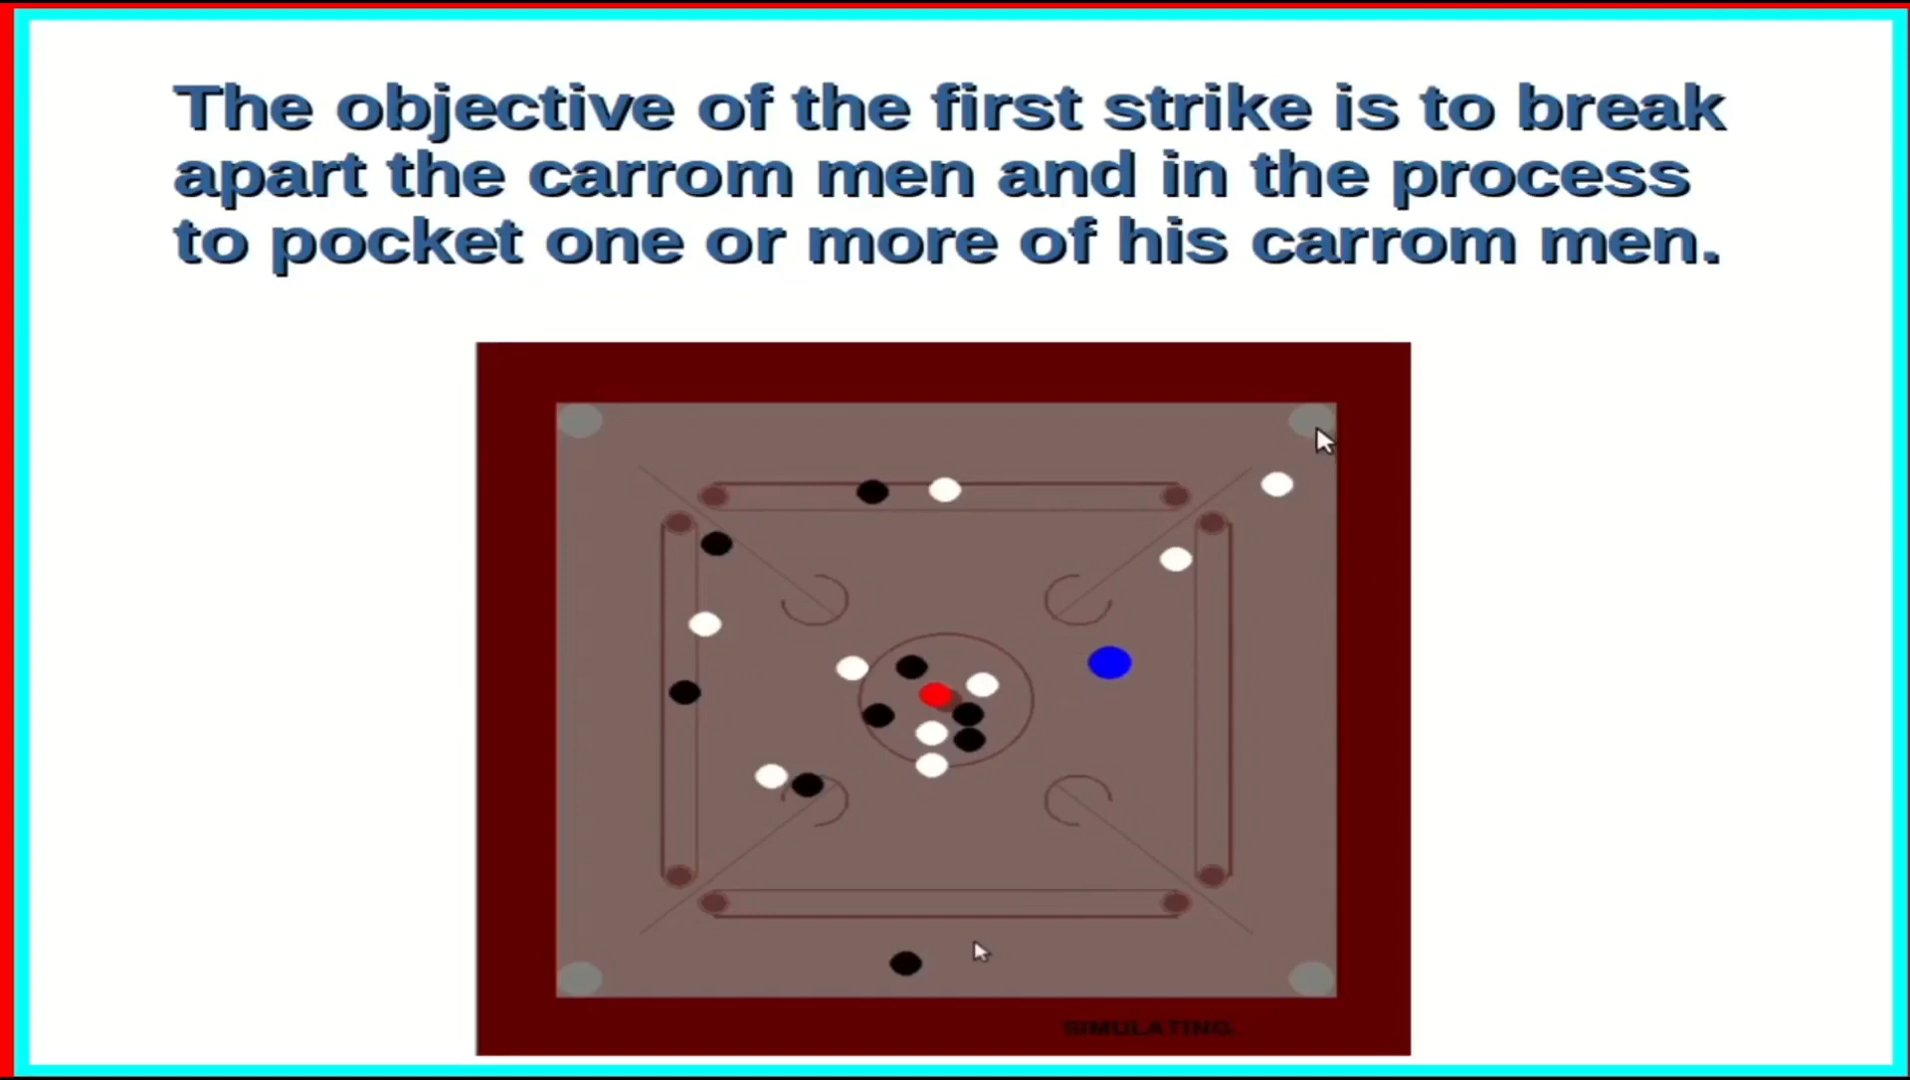 The objective of the first strike is to break
apart the carrom men and in the process
to pocket one or more of his carrom men.
SIMULATING.